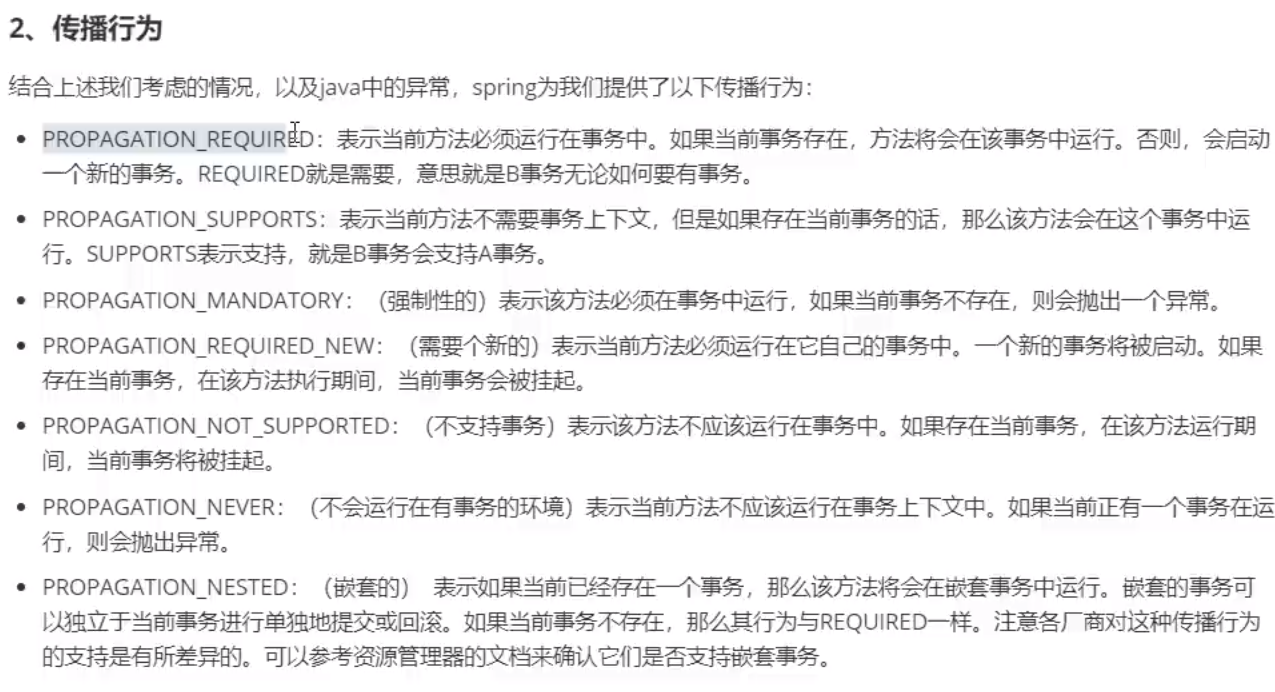 2、传播行为
结合上述我们考虑的情况，以及java中的异常，spring为我们提供了以下传播行为：
• PROPAGATION_REQUIRED：表示当前方法必须运行在事务中。如果当前事务存在，方法将会在该事务中运行。否则，会启动
一个新的事务。REQUIRED就是需要，意思就是B事务无论如何要有事务。
• PROPAGATION_SUPPORTS：表示当前方法不需要事务上下文，但是如果存在当前事务的话，那么该方法会在这个事务中运
行。SUPPORTS表示支持，就是B事务会支持A事务。
• PROPAGATION_MANDATORY：（强制性的）表示该方法必须在事务中运行，如果当前事务不存在，则会抛出一个异常。
• PROPAGATION_REQUIRED_NEW：（需要个新的）表示当前方法必须运行在它自己的事务中。一个新的事务将被启动。如果
存在当前事务，在该方法执行期间，当前事务会被挂起。
• PROPAGATION_NOT_SUPPORTED：（不支持事务）表示该方法不应该运行在事务中。如果存在当前事务，在该方法运行期
间，当前事务将被挂起。
• PROPAGATION_NEVER：（不会运行在有事务的环境）表示当前方法不应该运行在事务上下文中。如果当前正有一个事务在运
行，则会抛出异常。
• PROPAGATION_NESTED：（嵌套的） 表示如果当前已经存在一个事务，那么该方法将会在嵌套事务中运行。嵌套的事务可
以独立于当前事务进行单独地提交或回滚。如果当前事务不存在，那么其行为与REQUIRED一样。注意各厂商对这种传播行为
的支持是有所差异的。可以参考资源管理器的文档来确认它们是否支持嵌套事务。